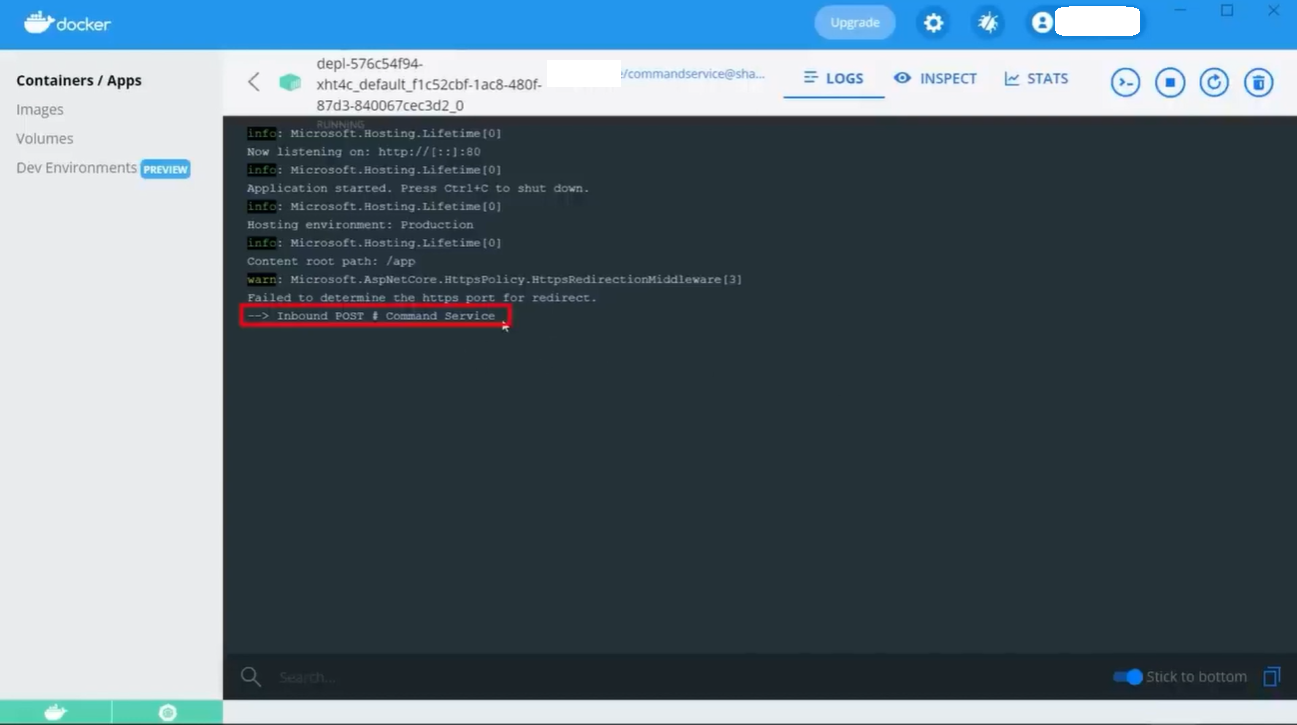 docker
Upgrade
Containers / Apps
Images
Volumes
Dev Environments PREVIEW
depl-576c54f94-
xht4c_default_f1c52cbf-1ac8-480f-
87d3-840067cec3d2_0
RUNNING
e/commandservice@sha...
LOGS
INSPECT
STATS
info: Microsoft.Hosting.Lifetime[0]
Now listening on: http://[::]:80
info: Microsoft.Hosting.Lifetime[0]
Application started. Press Ctrl+C to shut down.
info: Microsoft.Hosting.Lifetime[0]
Hosting environment: Production
info: Microsoft.Hosting.Lifetime[0]
Content root path: /app
warn: Microsoft.AspNetCore.HttpsPolicy.HttpsRedirectionMiddleware[3]
Failed to determine the https port for redirect.
--> Inbound POST # Command Service
Search...
Stick to bottom